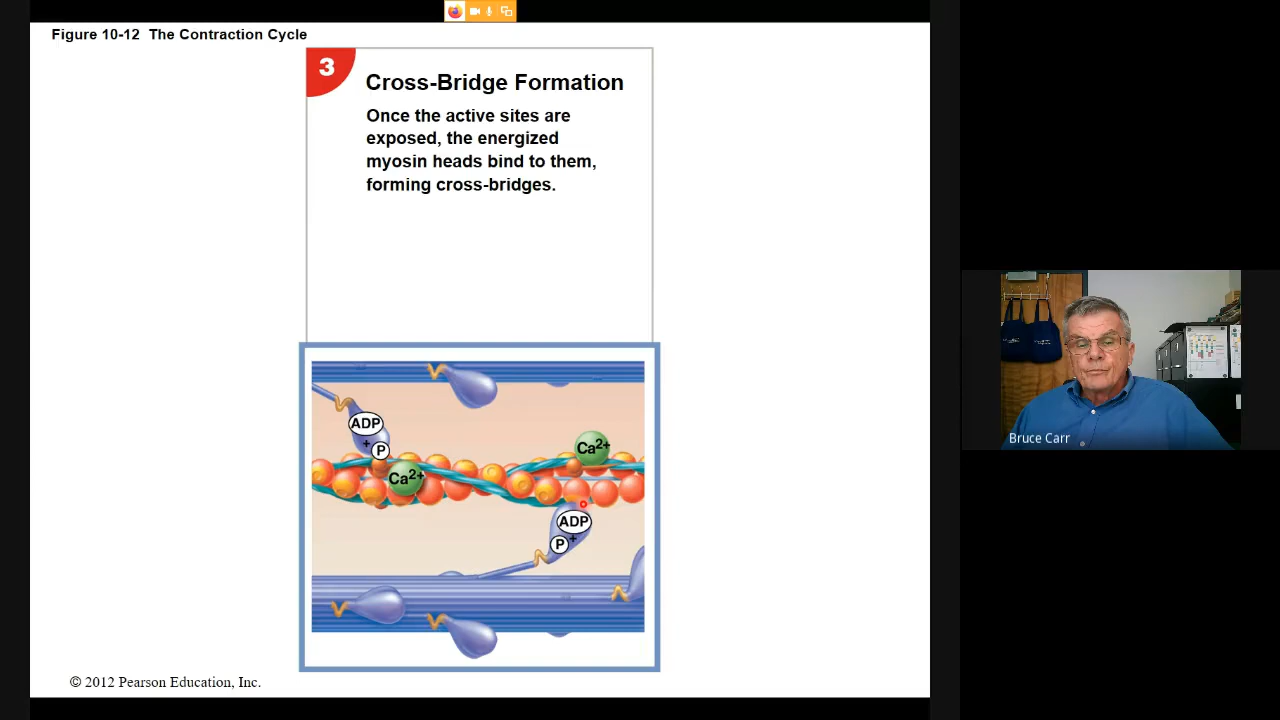 Figure 10-12 The Contraction Cycle
3
Cross-Bridge Formation
Once the active sites are
exposed, the energized
myosin heads bind to them,
forming cross-bridges.
ADP
+
P
Ca2+
Ca2+
ADP
P +
Bruce Carr
© 2012 Pearson Education, Inc.